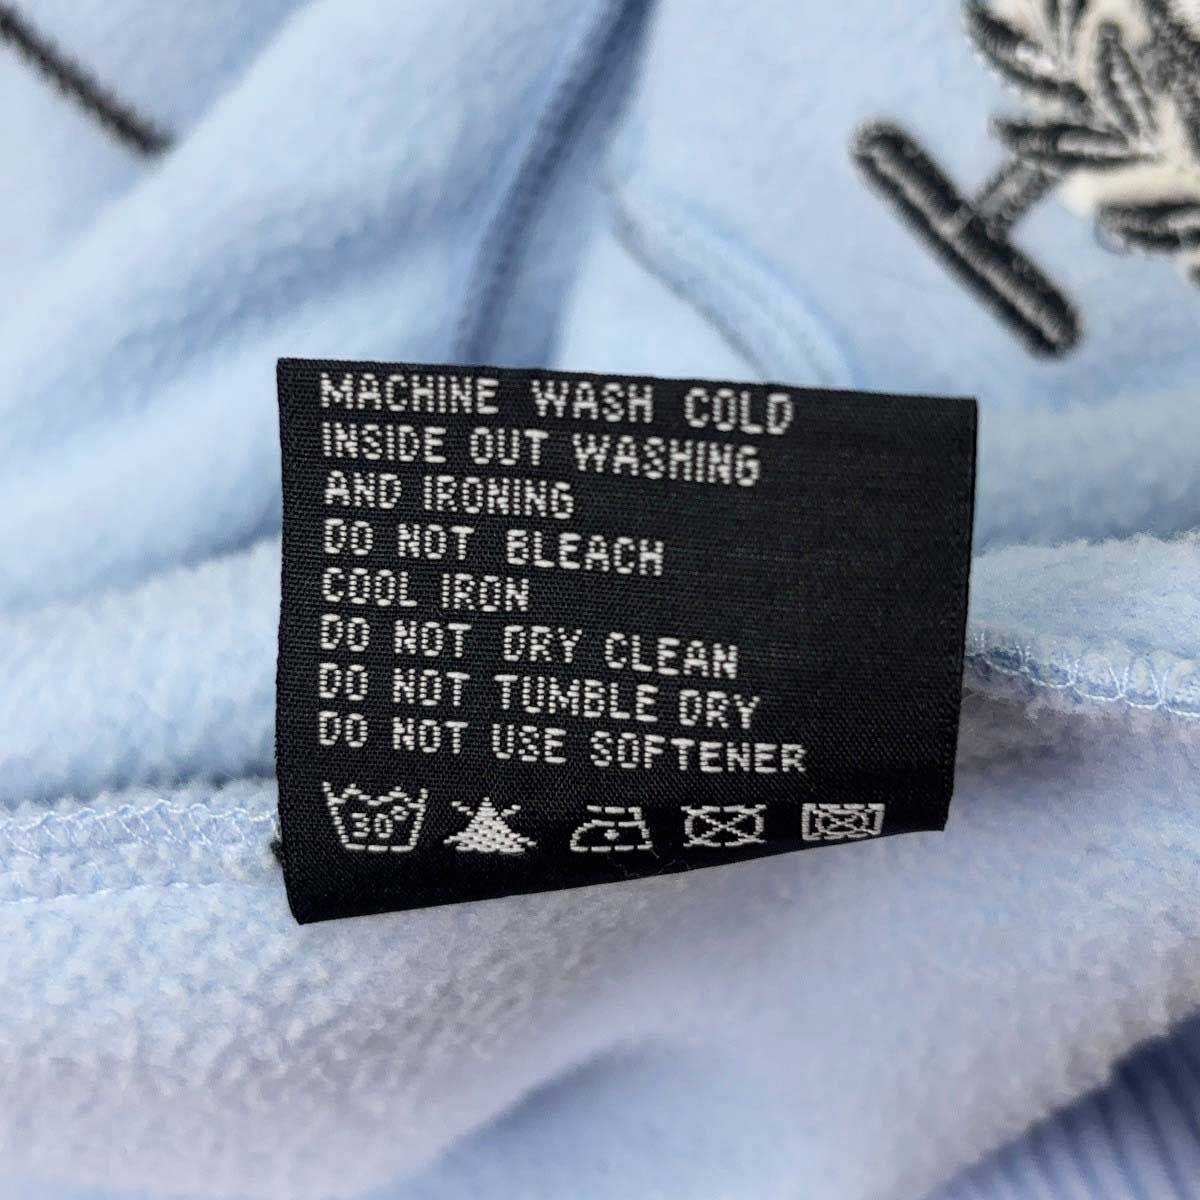 MACHINE WASH COLD
INSIDE OUT WASHING
AND IRONING
DO NOT BLEACH
COOL IRON
DO NOT DRY CLEAN
DO NOT TUMBLE DRY
DO NOT USE SOFTENER
30°